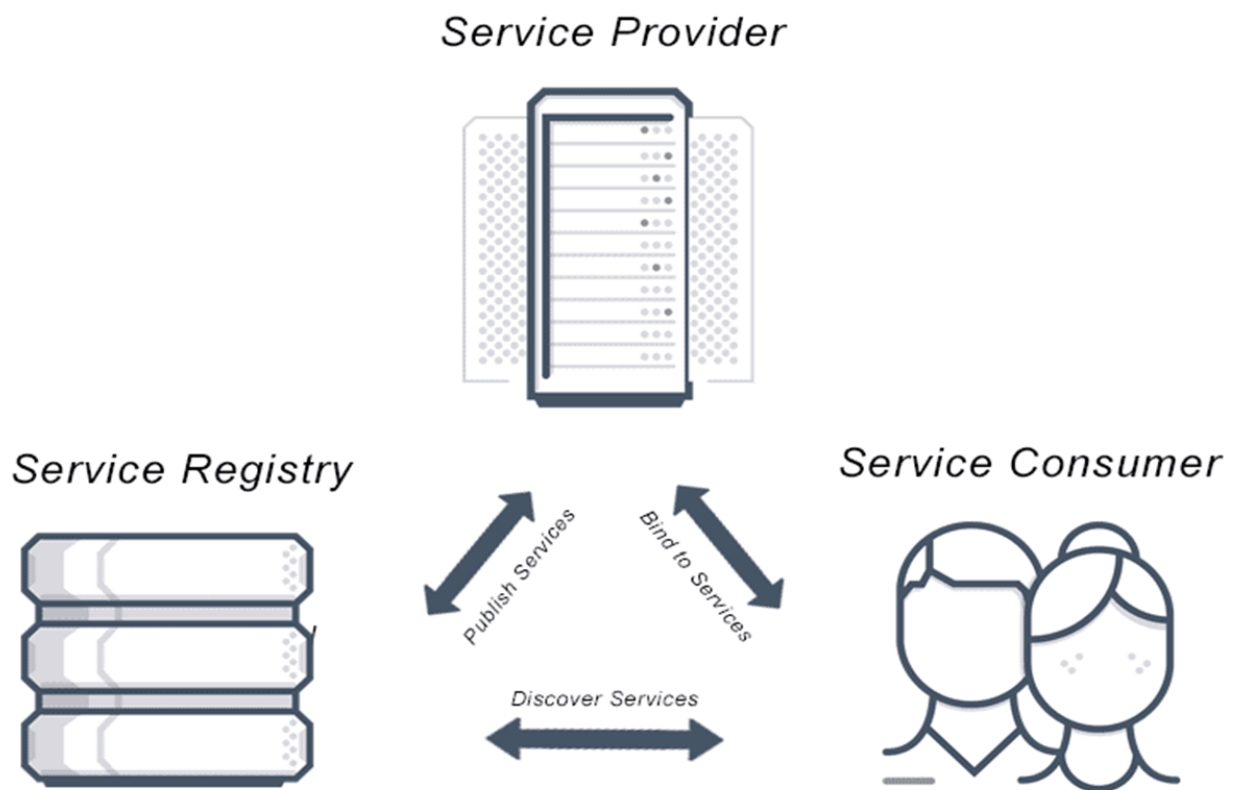 Service Provider
Service Registry
Service Consumer
Publish Services
Bind to Services
Discover Services